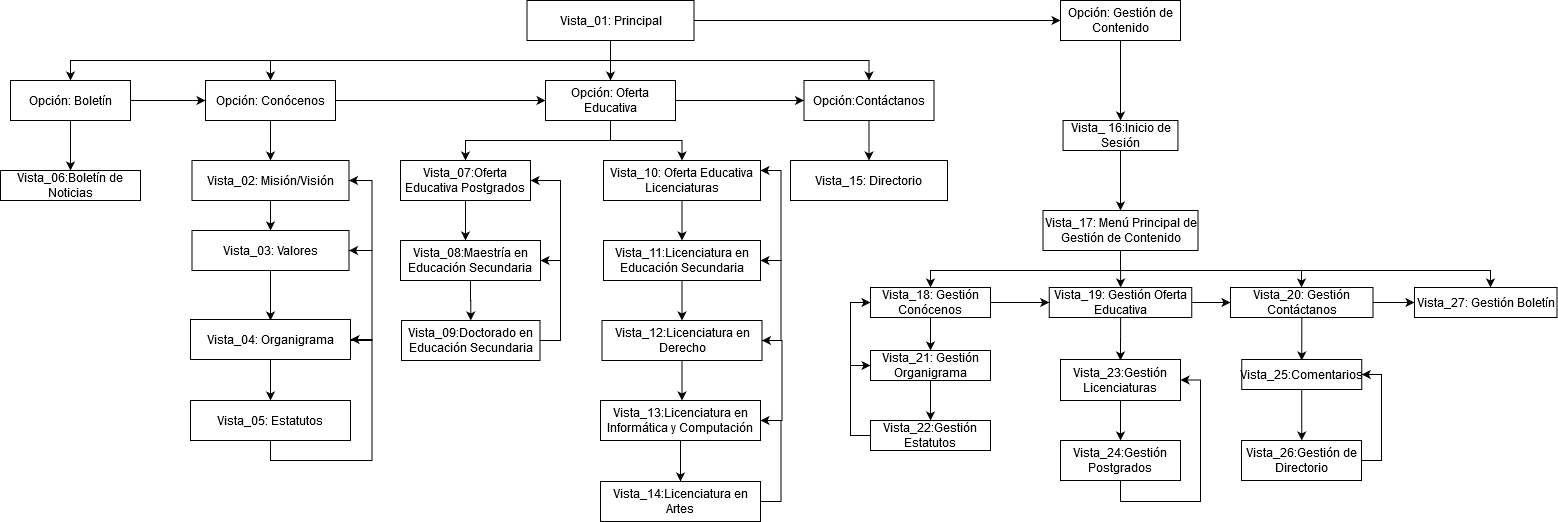 Vista_01: Principal
Opción: Gestión de
Contenido
Opción: Boletín
Opción: Conócenos
Opción: Oferta
Educativa
Opción:Contáctanos
Vista_ 16:Inicio de
Sesión
Vista_06:Boletín de
Noticias
Vista_02: Misión/Visión
Vista_07:Oferta
Educativa Postgrados
Vista_10: Oferta Educativa
Licenciaturas
Vista_15: Directorio
Vista_17: Menú Principal de
Gestión de Contenido
Vista_03: Valores
Vista_08:Maestría en
Educación Secundaria
Vista_11:Licenciatura en
Educación Secundaria
Vista_18: Gestión
Conócenos
Vista_19: Gestión Oferta
Educativa
Vista_20: Gestión
Contáctanos
Vista_27: Gestión Boletín
Vista_04: Organigrama
Vista_09:Doctorado en
Educación Secundaria
Vista_12:Licenciatura en
Derecho
Vista_21: Gestión
Organigrama
Vista_23:Gestión
Licenciaturas
Vista_25:Comentarios
Vista_05: Estatutos
Vista_13:Licenciatura en
Informática y Computación
Vista_22:Gestión
Estatutos
Vista_24:Gestión
Postgrados
Vista_26:Gestión de
Directorio
Vista_14:Licenciatura en
Artes